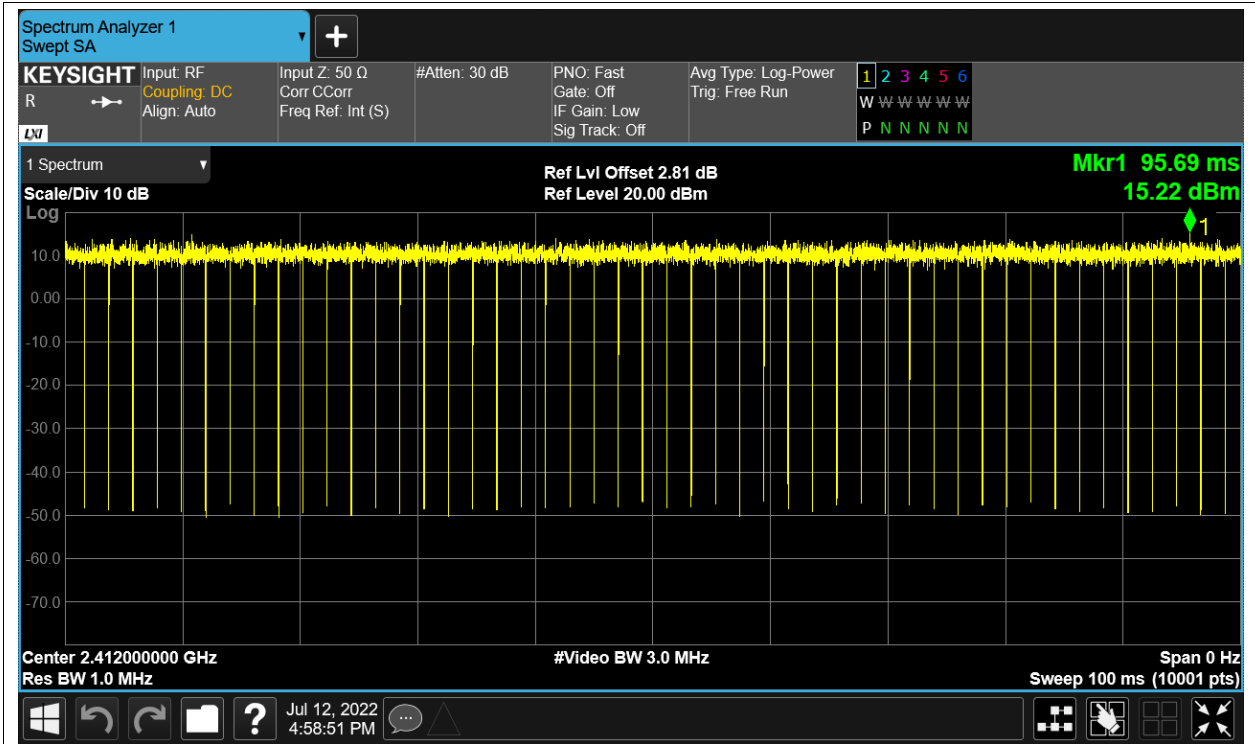 Spectrum Analyzer 1
Swept SA
+
KEYSIGHT
R
LXI
Input: RF
Coupling: DC
Align: Auto
Input Z: 50 Ω
Corr CCorr
Freq Ref: Int (S)
#Atten: 30 dB
PNO: Fast
Gate: Off
IF Gain: Low
Sig Track: Off
Avg Type: Log-Power
Trig: Free Run
1 2 3 4 5 6
W W W W W W
P N N N N N
1 Spectrum
Scale/Div 10 dB
Log
Ref Lvl Offset 2.81 dB
Ref Level 20.00 dBm
Mkr1 95.69 ms
15.22 dBm
1
10.0
0.00
-10.0
-20.0
-30.0
-40.0
-50.0
-60.0
-70.0
Center 2.412000000 GHz
#Video BW 3.0 MHz
Span 0 Hz
Res BW 1.0 MHz
Sweep 100 ms (10001 pts)
?
Jul 12, 2022
4:58:51 PM